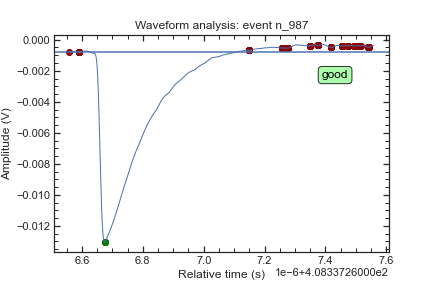 Waveform analysis: event n_987
0.000
−0.002
−0.004
−0.006
−0.008
−0.010
−0.012
Amplitude (V)
good
6.6 6.8 7.0 7.2 7.4 7.6
Relative time (s)
1e−6+4.0833726000e2